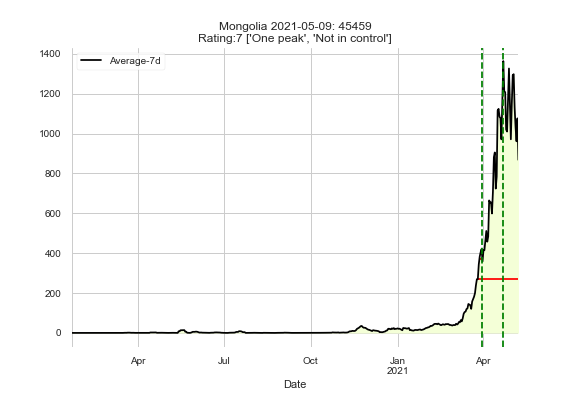 Mongolia 2021-05-09: 45459
Rating:7 ['One peak', 'Not in control']
Average-7d
1400
1200
1000
800
600
400
200
0
Apr
Jul
Oct
Jan
2021
Apr
Date